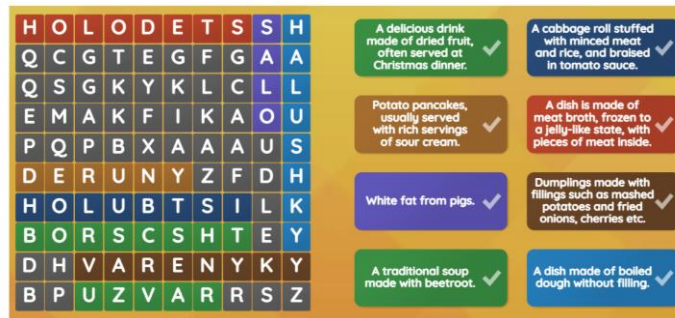 H O L O D E T S S H
Q C G T E G F G A A
Q S G K Y K L C L L
E M A K F I K A O U
P Q P B X A A A U S
D E R U N Y Z F D H
H O L U B T S I L K
B O R S C S H T E Y
D H V A R E N Y K Y
B P U Z V A R R S Z
A delicious drink
made of dried fruit,
often served at
Christmas dinner.
A cabbage roll stuffed
with minced meat
and rice, and braised
in tomato sauce.
Potato pancakes,
usually served
with rich servings
of sour cream.
A dish is made of
meat broth, frozen to
a jelly-like state, with
pieces of meat inside.
White fat from pigs.
Dumplings made with
fillings such as mashed
potatoes and fried
onions, cherries etc.
A traditional soup
made with beetroot.
A dish made of boiled
dough without filling.